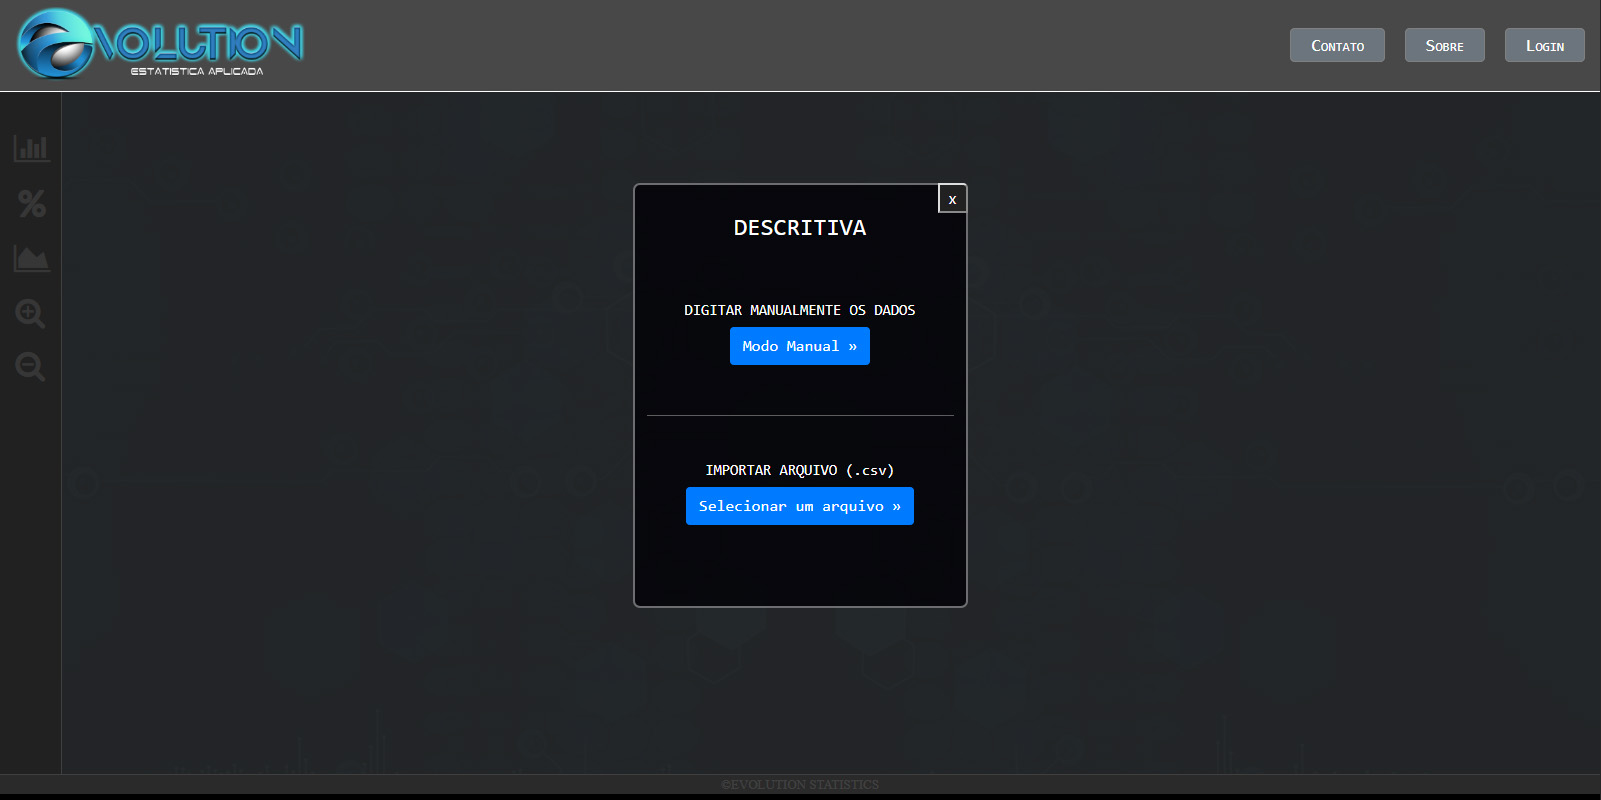 EVOLUTION
ESTATISTICA APLICADA
Contato
Sobre
Login
x
DESCRITIVA
DIGITAR MANUALMENTE OS DADOS
Modo Manual »
IMPORTAR ARQUIVO (.csv)
Selecionar um arquivo »
©EVOLUTION STATISTICS